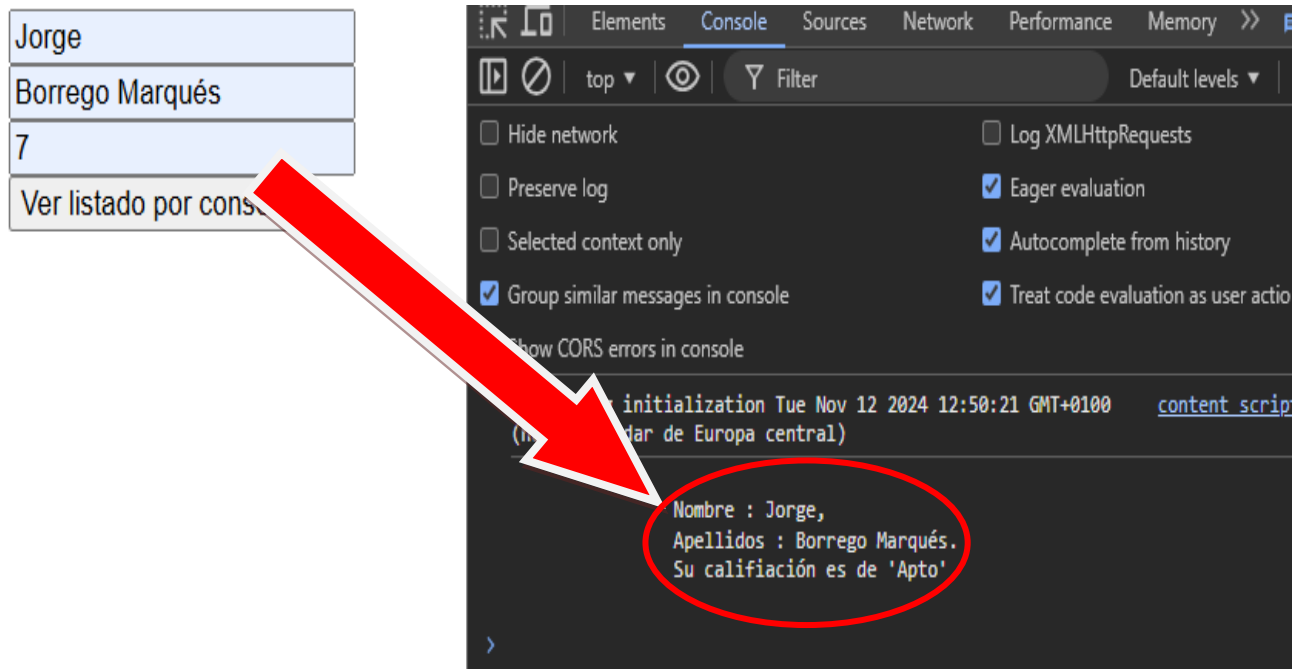 Jorge
Borrego Marqués
7
Ver listado por
Elements Console Sources Network Performance Memory
top Filter Default levels
Hide network
Log XMLHttpRequests
Preserve log
Eager evaluation
Selected context only
Autocomplete from history
Group similar messages in console
Treat code evaluation as user actio
Show CORS errors in console
initialization Tue Nov 12 2024 12:50:21 GMT+0100 content script
de Europa central)
Nombre : Jorge,
Apellidos : Borrego Marqués.
Su califiación es de 'Apto'